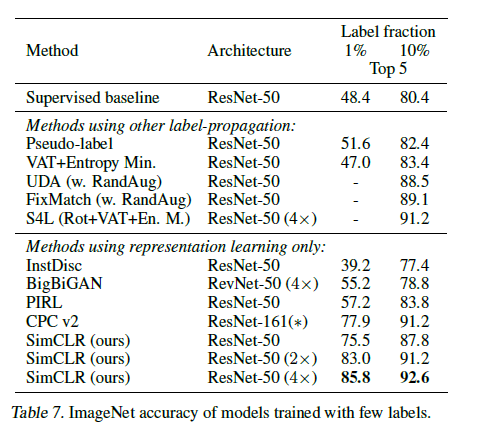 Label fraction
Method Architecture 1% 10%
Top 5
Supervised baseline ResNet-50 48.4 80.4
Methods using other label-propagation:
Pseudo-label ResNet-50 51.6 82.4
VAT+Entropy Min. ResNet-50 47.0 83.4
UDA (w. RandAug) ResNet-50 - 88.5
FixMatch (w. RandAug) ResNet-50 - 89.1
S4L (Rot+VAT+En. M.) ResNet-50 (4×) - 91.2
Methods using representation learning only:
InstDisc ResNet-50 39.2 77.4
BigBiGAN RevNet-50 (4×) 55.2 78.8
PIRL ResNet-50 57.2 83.8
CPC v2 ResNet-161(∗) 77.9 91.2
SimCLR (ours) ResNet-50 75.5 87.8
SimCLR (ours) ResNet-50 (2×) 83.0 91.2
SimCLR (ours) ResNet-50 (4×) 85.8 92.6
Table 7. ImageNet accuracy of models trained with few labels.